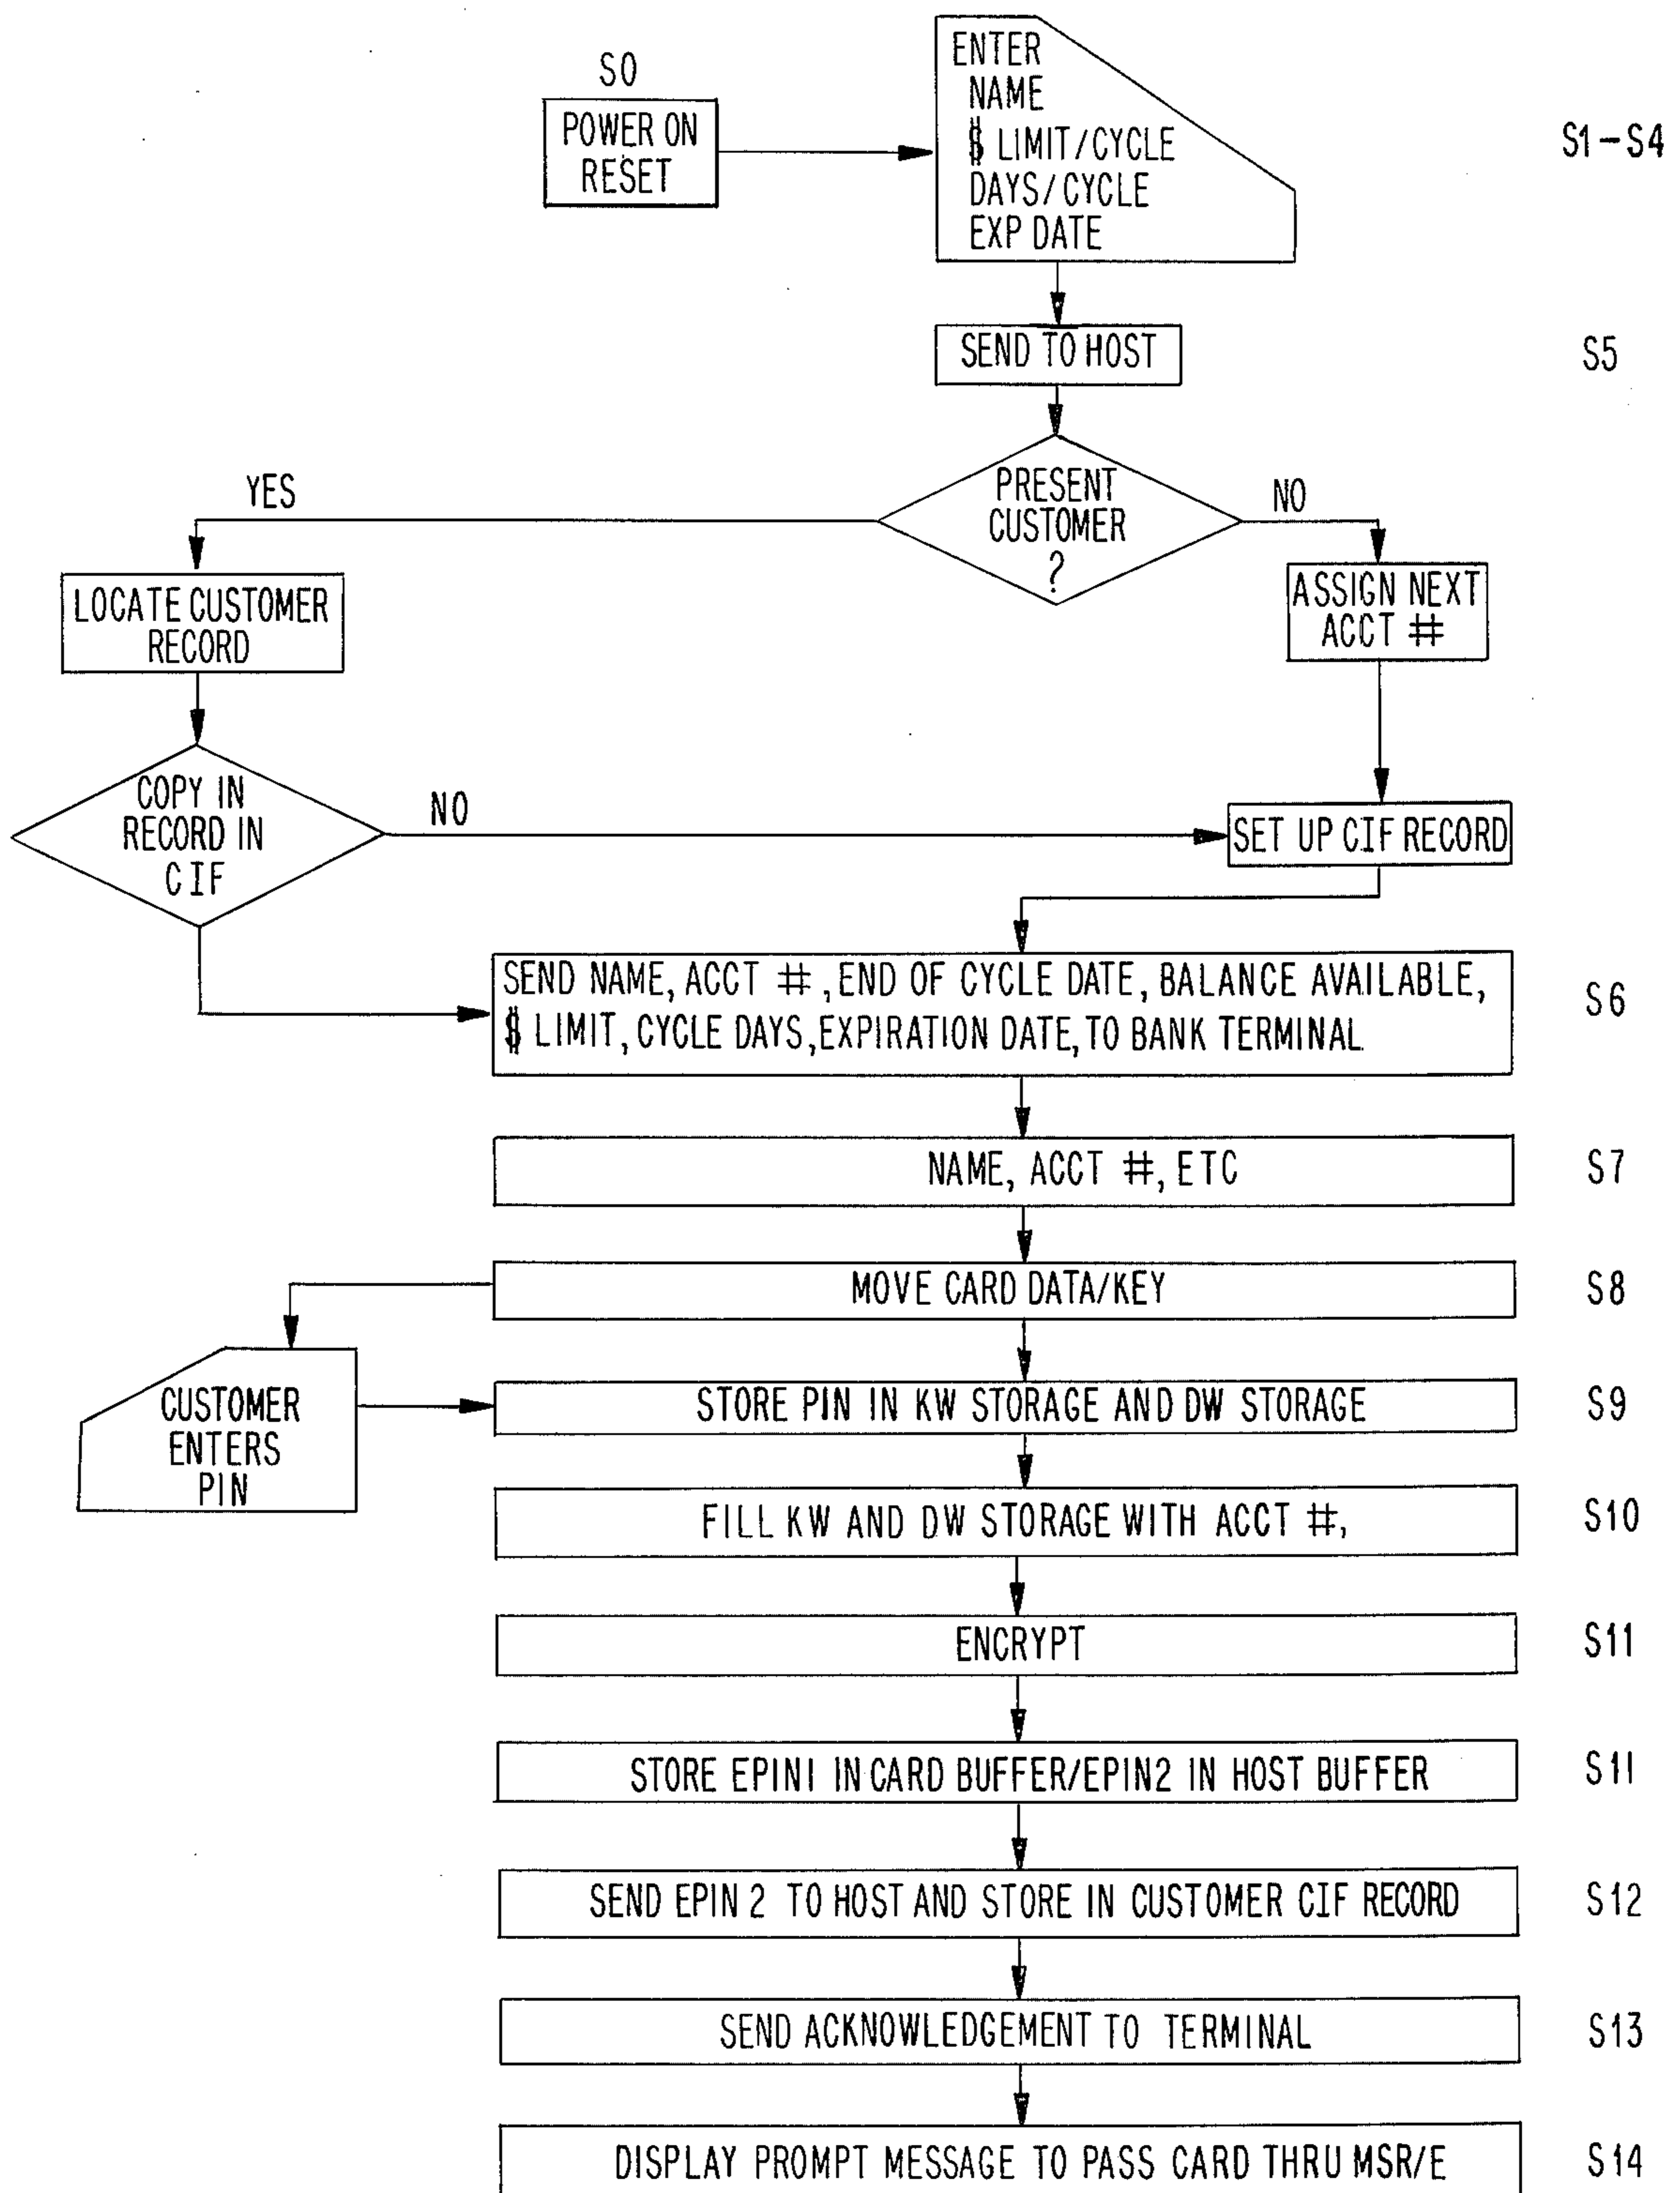 S0
POWER ON
RESET
ENTER
NAME
$ LIMIT/CYCLE
DAYS/CYCLE
EXP DATE
S1-S4
SEND TO HOST
S5
PRESENT
CUSTOMER
?
YES
NO
LOCATE CUSTOMER
RECORD
ASSIGN NEXT
ACCT #
COPY IN
RECORD IN
CIF
NO
SET UP CIF RECORD
SEND NAME, ACCT #, END OF CYCLE DATE, BALANCE AVAILABLE,
$ LIMIT, CYCLE DAYS, EXPIRATION DATE, TO BANK TERMINAL
S6
NAME, ACCT #, ETC
S7
MOVE CARD DATA/KEY
S8
CUSTOMER
ENTERS
PIN
STORE PIN IN KW STORAGE AND DW STORAGE
S9
FILL KW AND DW STORAGE WITH ACCT #,
S10
ENCRYPT
S11
STORE EPIN1 IN CARD BUFFER/EPIN2 IN HOST BUFFER
S11
SEND EPIN 2 TO HOST AND STORE IN CUSTOMER CIF RECORD
S12
SEND ACKNOWLEDGEMENT TO TERMINAL
S13
DISPLAY PROMPT MESSAGE TO PASS CARD THRU MSR/E
S14